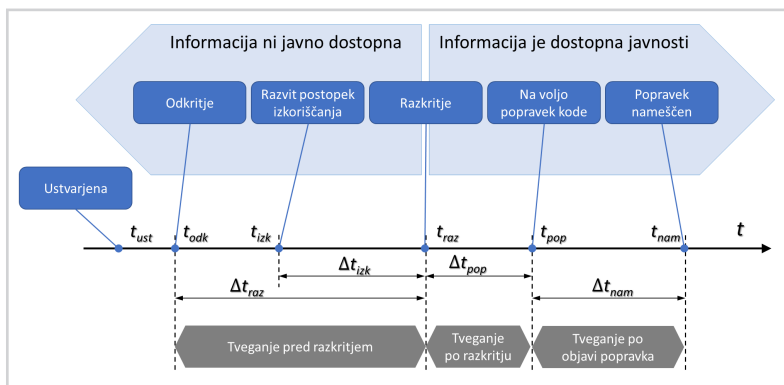 Informacija ni javno dostopna
Informacija je dostopna javnosti
Odkritje
Razvit postopek
izkoriščanja
Razkritje
Na voljo
popravek kode
Popravek
nameščen
Ustvarjena
t_ust
t_odk
t_izk
t_raz
t_pop
t_nam
t
Δt_izk
Δt_pop
Δt_raz
Δt_nam
Tveganje pred razkritjem
Tveganje
po razkritju
Tveganje po
objavi popravka